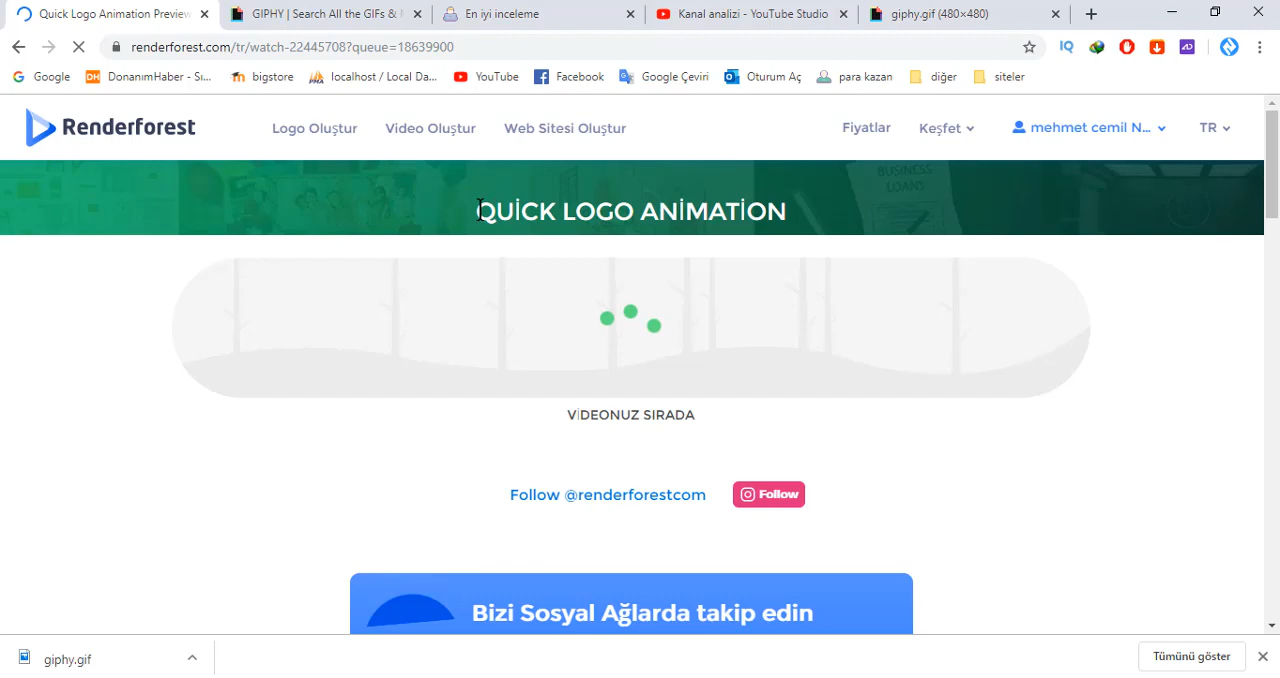 Quick Logo Animation Preview
GIPHY | Search All the GIFs &
En iyi inceleme
Kanal analizi - YouTube Studio
giphy.gif (480×480)
renderforest.com/tr/watch-22445708?queue=18639900
IQ
Google
DH DonanımHaber - Sı...
bigstore
localhost / Local Da...
YouTube
Facebook
Google Çeviri
Oturum Aç
para kazan
diğer
siteler
Renderforest
Logo Oluştur
Video Oluştur
Web Sitesi Oluştur
Fiyatlar
Keşfet
mehmet cemil N...
TR
BUSINESS
LOANS
QUİCK LOGO ANİMATİON
VİDEONUZ SIRADA
Follow @renderforestcom
Follow
Bizi Sosyal Ağlarda takip edin
giphy.gif
Tümünü göster